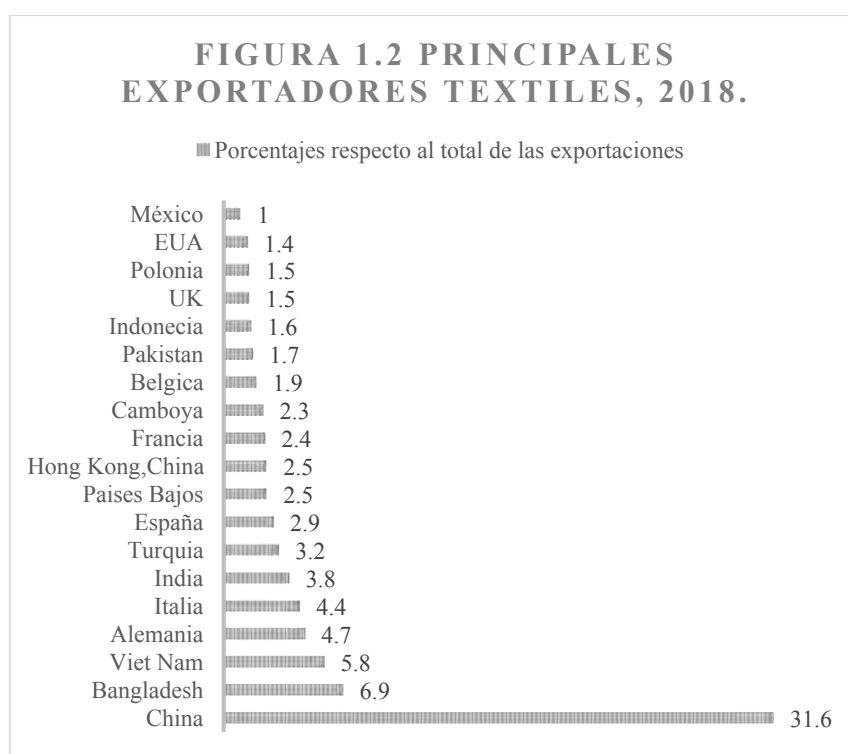 FIGURA 1.2 PRINCIPALES
EXPORTADORES TEXTILES, 2018.
Porcentajes respecto al total de las exportaciones
México 1
EUA 1.4
Polonia 1.5
UK 1.5
Indonecia 1.6
Pakistan 1.7
Belgica 1.9
Camboya 2.3
Francia 2.4
Hong Kong,China 2.5
Paises Bajos 2.5
España 2.9
Turquia 3.2
India 3.8
Italia 4.4
Alemania 4.7
Viet Nam 5.8
Bangladesh 6.9
China 31.6